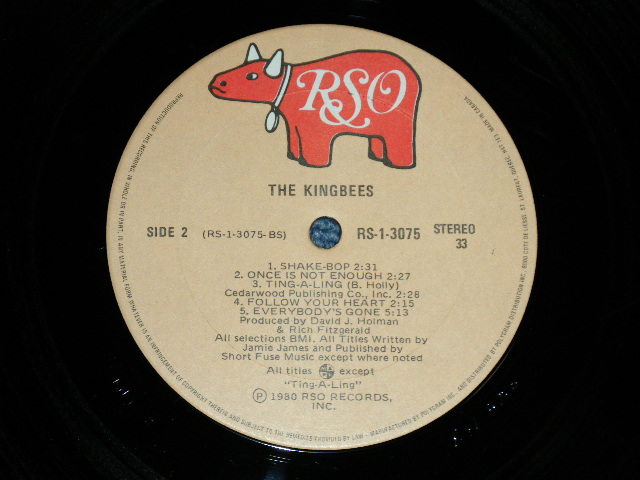 RSO
THE KINGBEES
SIDE 2 (RS-1-3075-BS) RS-1-3075 STEREO
33
1. SHAKE-BOP 2:31
2. ONCE IS NOT ENOUGH 2:27
3. TING-A-LING (B. Holly)
Cedarwood Publishing Co., Inc. 2:28
4. FOLLOW YOUR HEART 2:15
5. EVERYBODY'S GONE 5:13
Produced by David J. Holman
& Rich Fitzgerald
All selections BMI. All Titles Written by
Jamie James and Published by
Short Fuse Music except where noted
All titles except
"Ting-A-Ling"
Ⓟ 1980 RSO RECORDS,
INC.